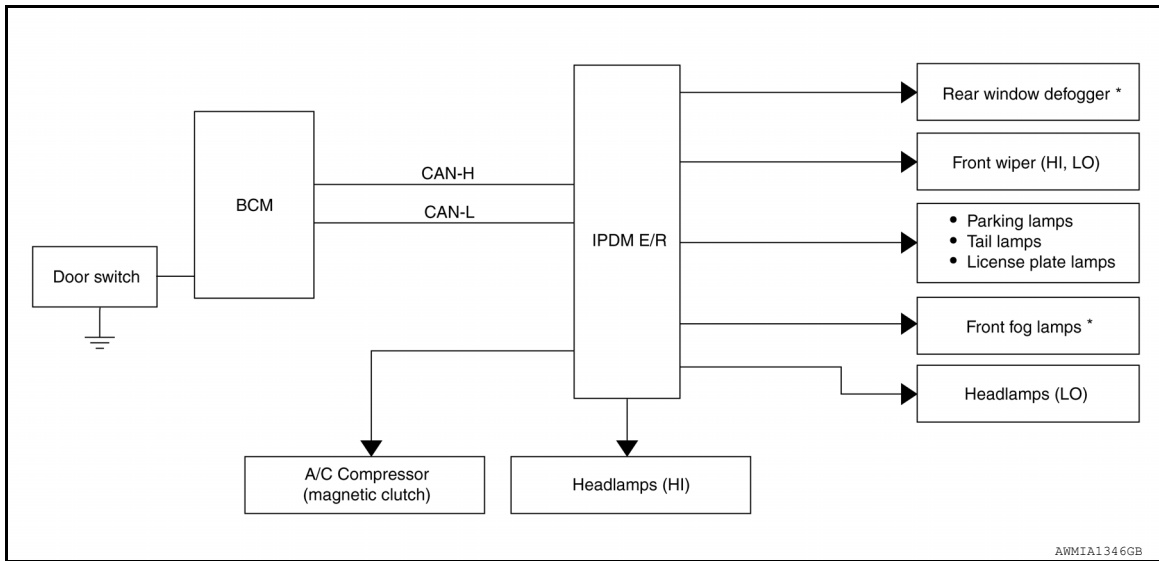 Rear window defogger *
CAN-H
Front wiper (HI, LO)
BCM
CAN-L
IPDM E/R
• Parking lamps
• Tail lamps
• License plate lamps
Door switch
Front fog lamps *
Headlamps (LO)
A/C Compressor
(magnetic clutch)
Headlamps (HI)
AWMIA1346GB